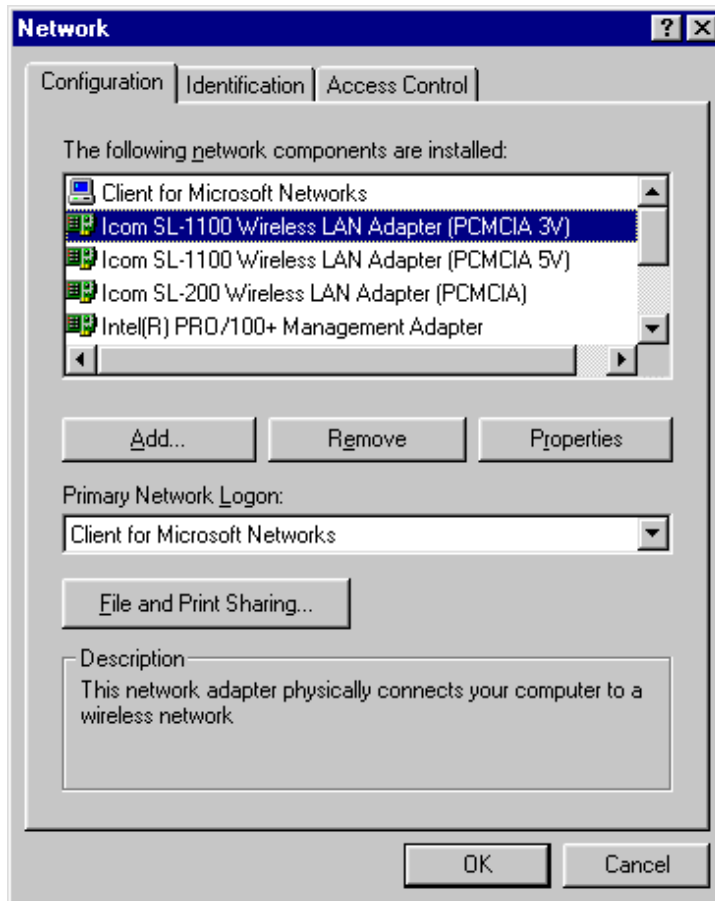 Network
Configuration Identification Access Control
The following network components are installed:
Client for Microsoft Networks
Icom SL-1100 Wireless LAN Adapter (PCMCIA 3V)
Icom SL-1100 Wireless LAN Adapter (PCMCIA 5V)
Icom SL-200 Wireless LAN Adapter (PCMCIA)
Intel(R) PRO/100+ Management Adapter
Add... Remove Properties
Primary Network Logon:
Client for Microsoft Networks
File and Print Sharing...
Description
This network adapter physically connects your computer to a
wireless network
OK Cancel